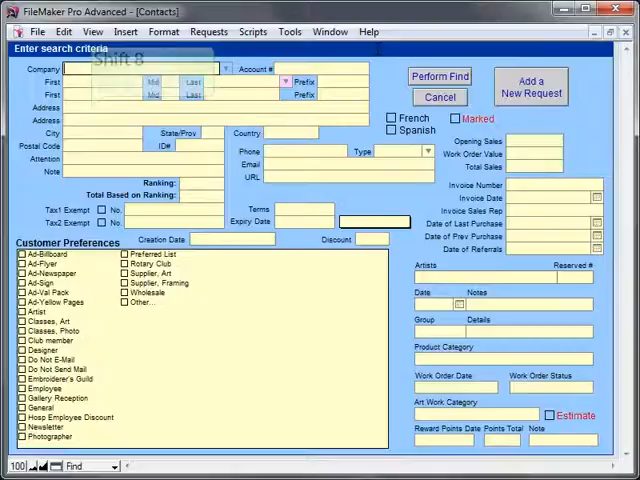 FileMaker Pro Advanced - [Contacts]
File Edit View Insert Format Requests Scripts Tools Window Help
Enter search criteria
Shift 8
Company
Account #
First Mid Last Prefix
First Mid Last Prefix
Address
Address
City State/Prov Country
Postal Code ID#
Attention
Note
Phone Type
Email
URL
Ranking:
Total Based on Ranking:
Tax1 Exempt No.
Tax2 Exempt No.
Terms
Expiry Date
Creation Date
Discount
Perform Find
Cancel
Add a
New Request
French
Spanish
Marked
Opening Sales
Work Order Value
Total Sales
Invoice Number
Invoice Date
Invoice Sales Rep
Date of Last Purchase
Date of Prev Purchase
Date of Referrals
Customer Preferences
Ad-Billboard
Ad-Flyer
Ad-Newspaper
Ad-Sign
Ad-Val Pack
Ad-Yellow Pages
Artist
Classes, Art
Classes, Photo
Club member
Designer
Do Not E-Mail
Do Not Send Mail
Embroiderer's Guild
Employee
Gallery Reception
General
Hosp Employee Discount
Newsletter
Photographer
Preferred List
Rotary Club
Supplier, Art
Supplier, Framing
Wholesale
Other...
Artists Reserved #
Date Notes
Group Details
Product Category
Work Order Date Work Order Status
Art Work Category
Estimate
Reward Points Date Points Total Note
100 Find